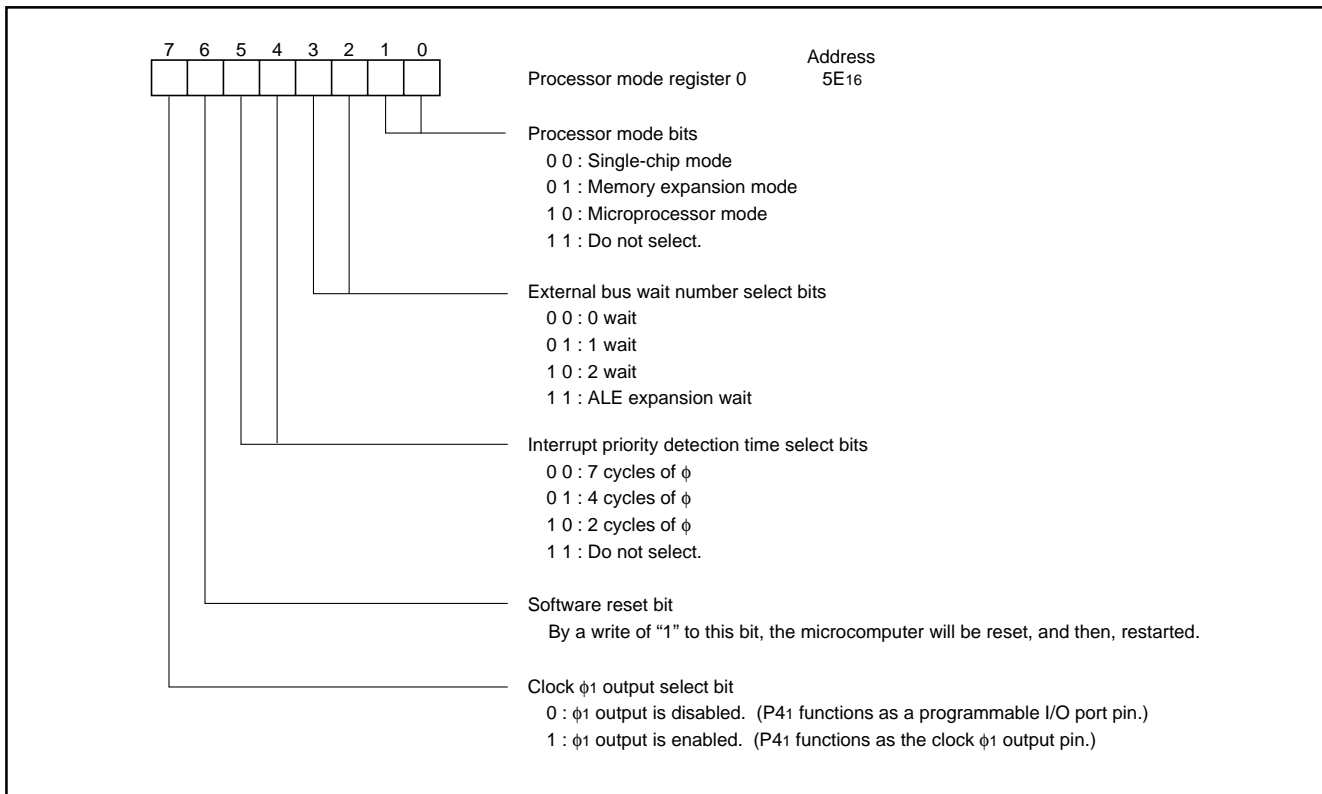 7 6 5 4 3 2 1 0
Address
Processor mode register 0 5E16
Processor mode bits
0 0 : Single-chip mode
0 1 : Memory expansion mode
1 0 : Microprocessor mode
1 1 : Do not select.
External bus wait number select bits
0 0 : 0 wait
0 1 : 1 wait
1 0 : 2 wait
1 1 : ALE expansion wait
Interrupt priority detection time select bits
0 0 : 7 cycles of ϕ
0 1 : 4 cycles of ϕ
1 0 : 2 cycles of ϕ
1 1 : Do not select.
Software reset bit
By a write of “1” to this bit, the microcomputer will be reset, and then, restarted.
Clock ϕ1 output select bit
0 : ϕ1 output is disabled. (P41 functions as a programmable I/O port pin.)
1 : ϕ1 output is enabled. (P41 functions as the clock ϕ1 output pin.)